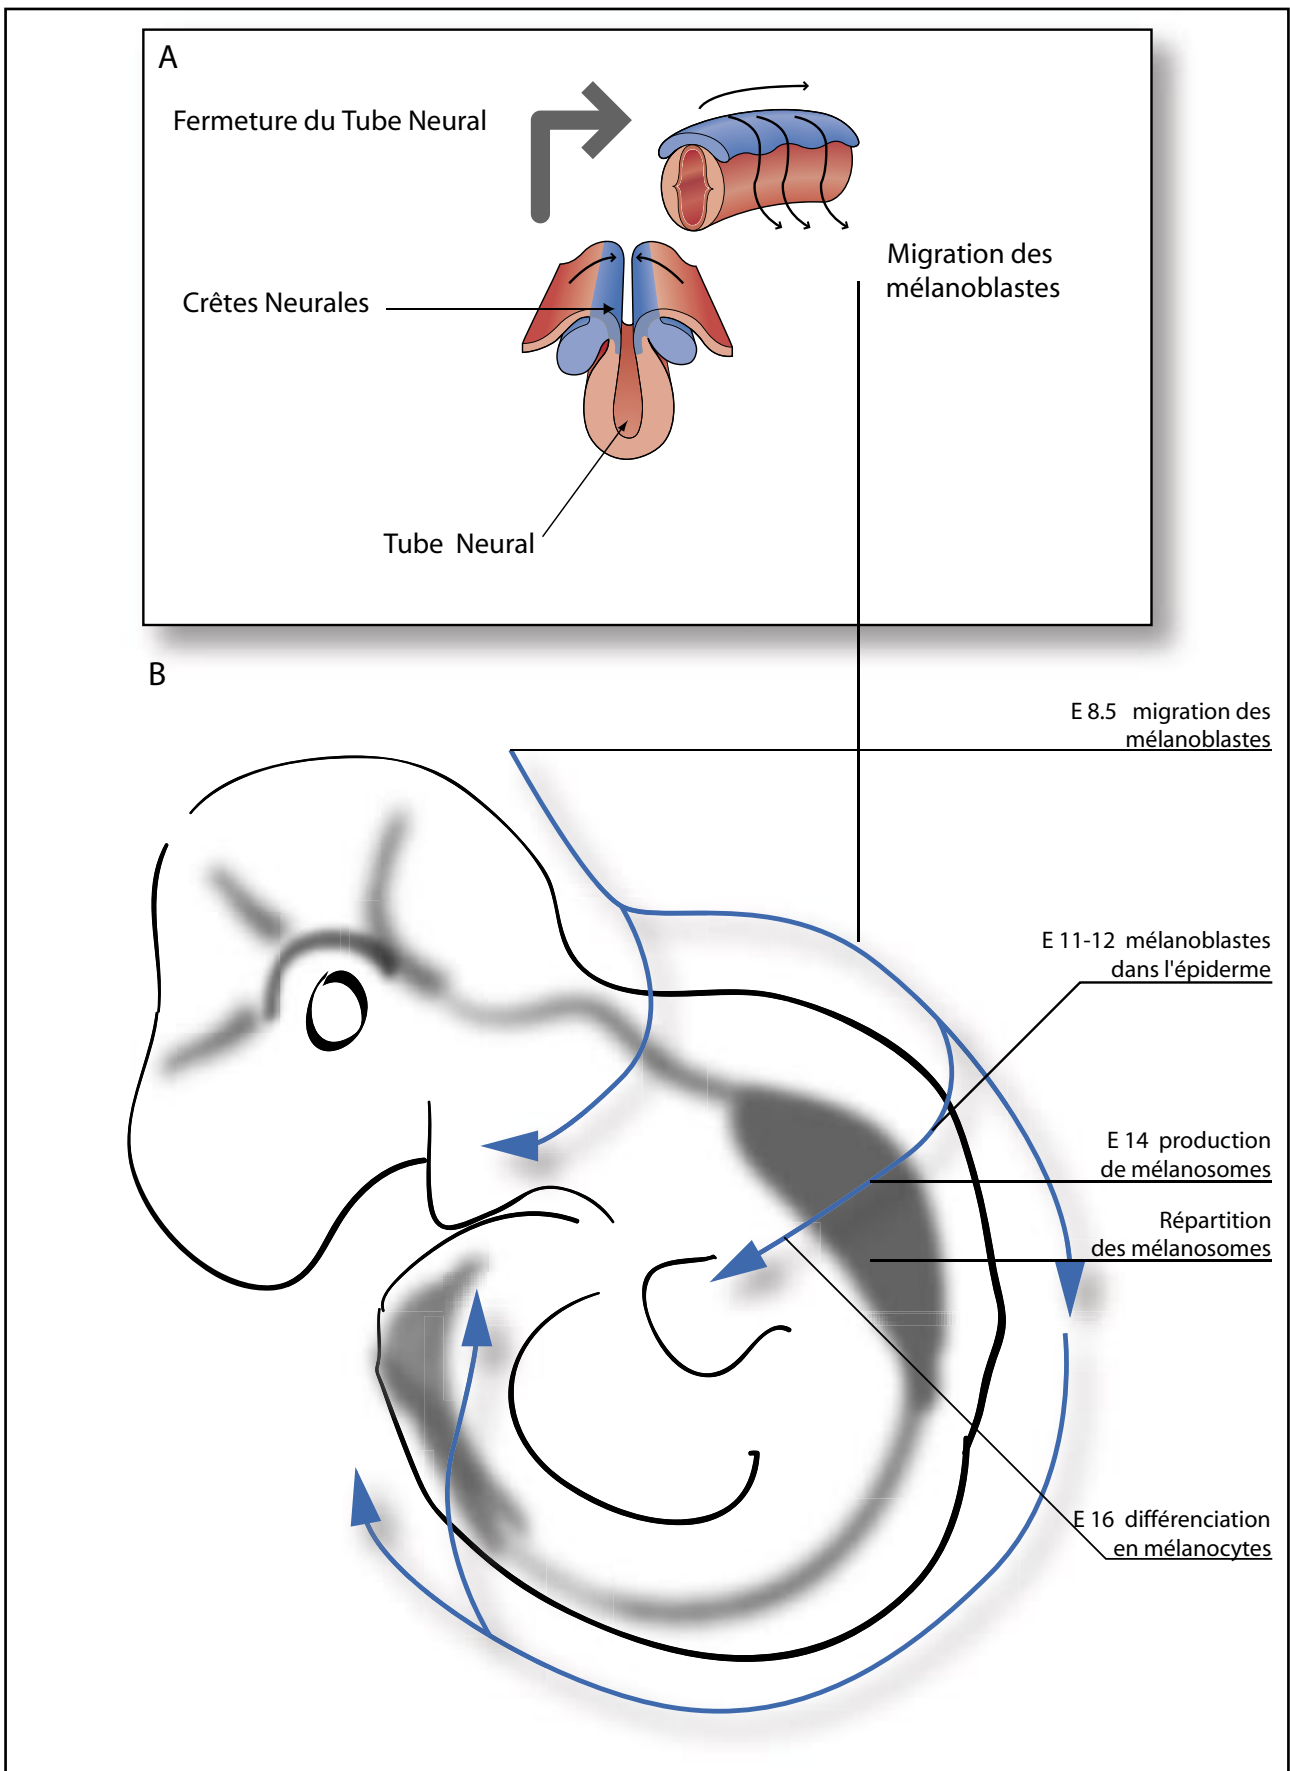 A
Fermeture du Tube Neural
Migration des
mélanoblastes
Crêtes Neurales
Tube Neural
B
E 8.5 migration des
mélanoblastes
E 11-12 mélanoblastes
dans l'épiderme
E 14 production
de mélanosomes
Répartition
des mélanosomes
E 16 différenciation
en mélanocytes